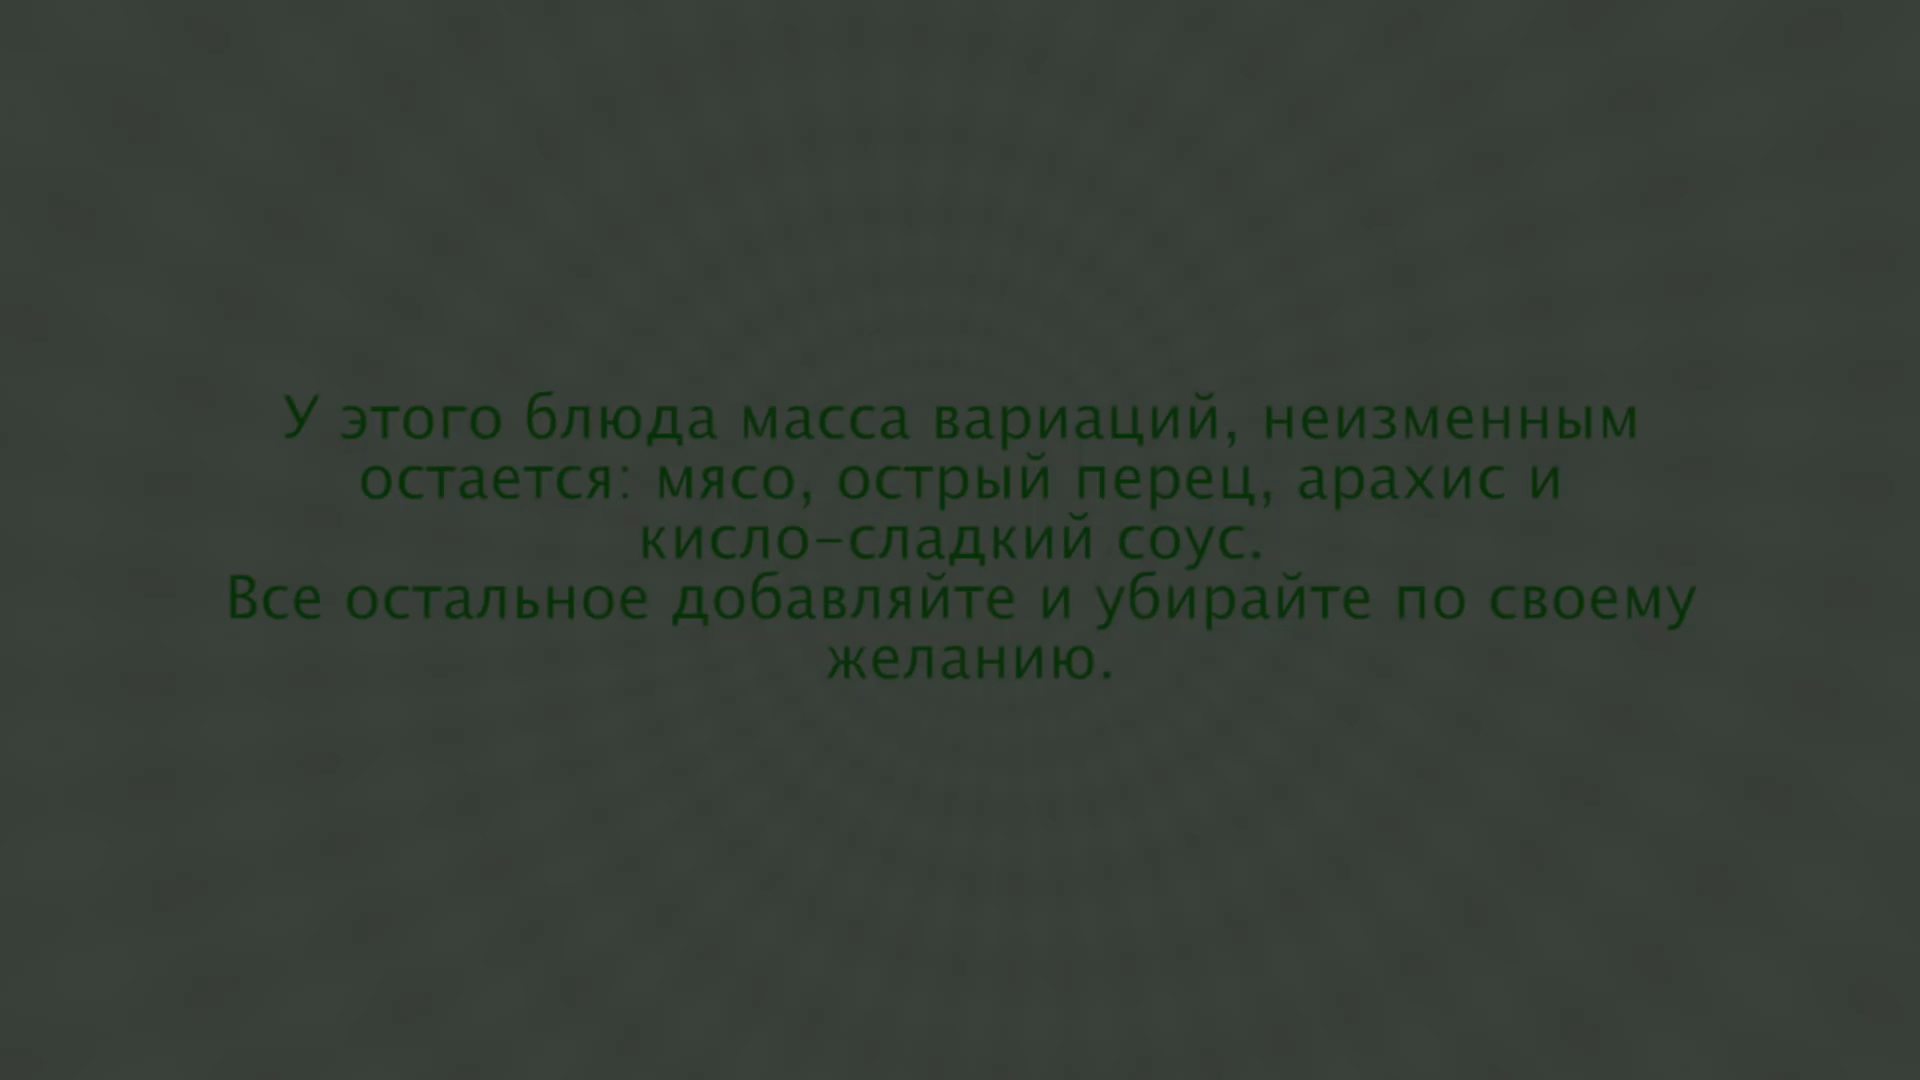 У этого блюда масса вариаций, неизменным
остается: мясо, острый перец, арахис и
кисло-сладкий соус.
Все остальное добавляйте и убирайте по своему
желанию.